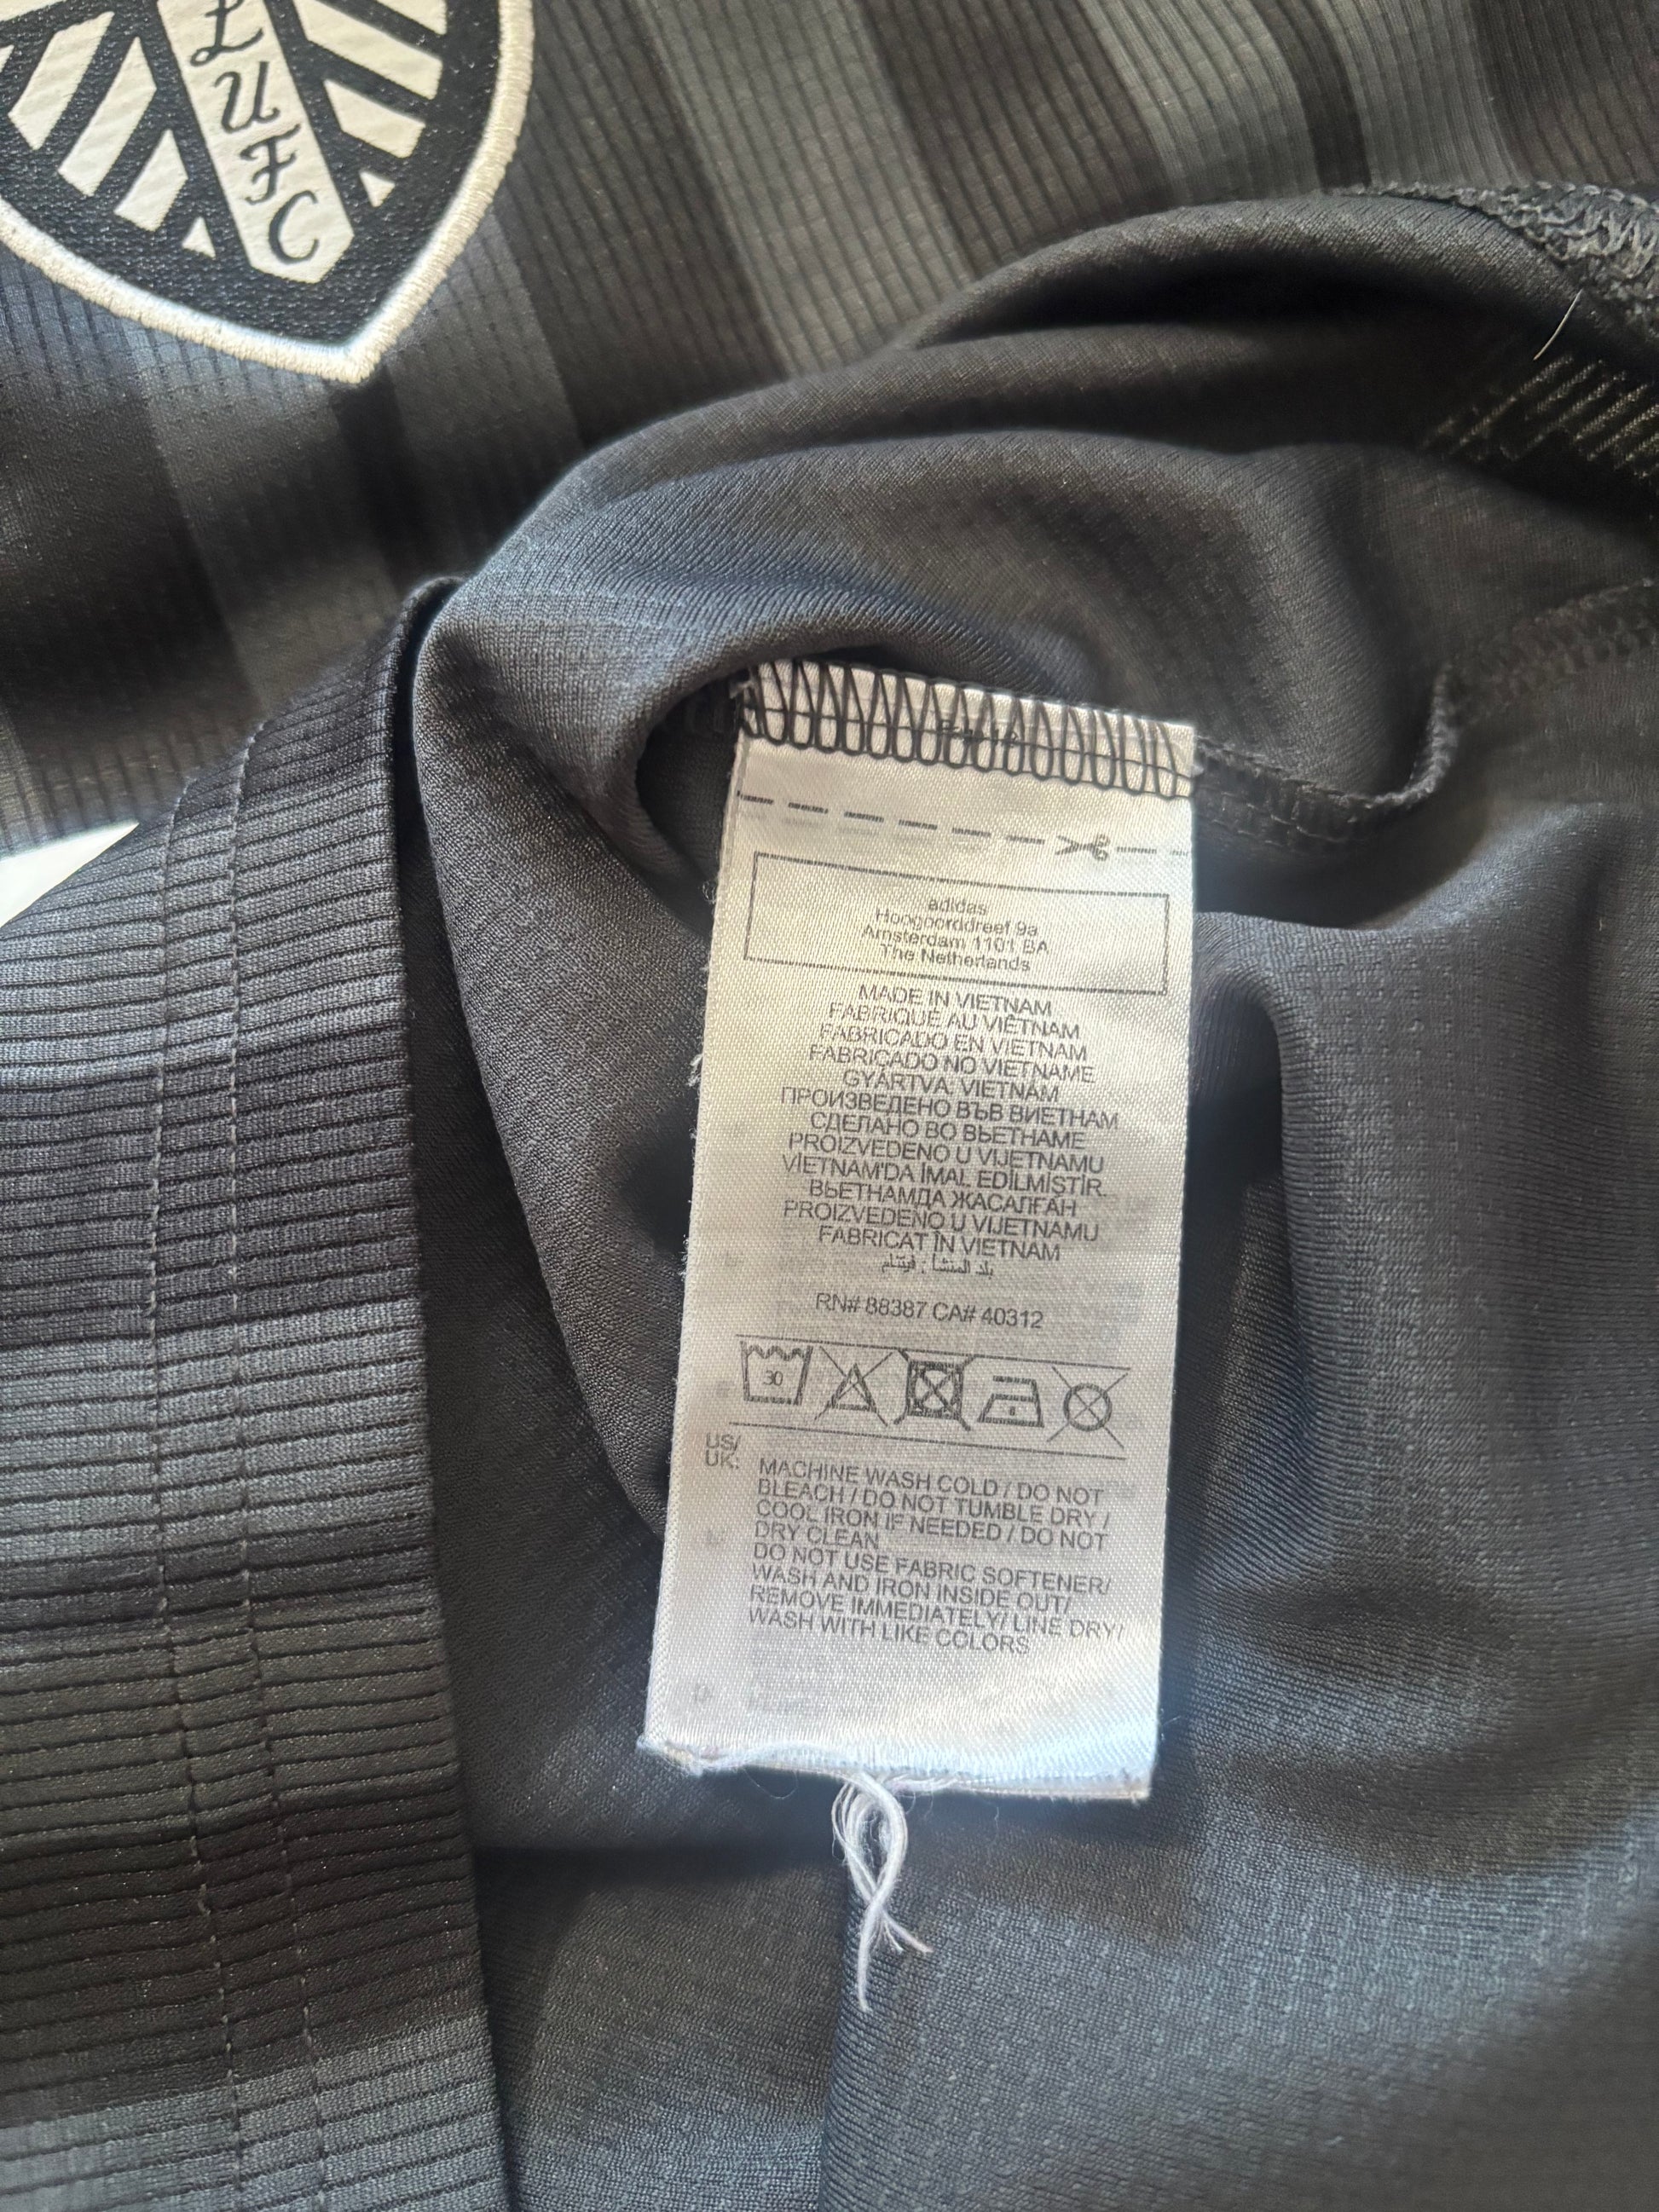 L
U
F
C
adidas
Hoogoorddreef 9a
Amsterdam 1101 BA
The Netherlands
MADE IN VIETNAM
FABRIQUÉ AU VIÊTNAM
FABRICADO EN VIETNAM
FABRICADO NO VIETNAME
GYÁRTVA: VIETNÁM
ПРОИЗВЕДЕНО ВЪВ ВИЕТНАМ
СДЕЛАНО ВО ВЬЕТНАМЕ
PROIZVEDENO U VIJETNAMU
VİETNAM'DA İMAL EDİLMİŞTİR.
ВЬЕТНАМДА ЖАСАЛҒАН
PROIZVEDENO U VIJETNAMU
FABRICAT ÎN VIETNAM
بلد المنشأ : فيتنام
RN# 88387 CA# 40312
30
US/
UK:
MACHINE WASH COLD / DO NOT
BLEACH / DO NOT TUMBLE DRY /
COOL IRON IF NEEDED / DO NOT
DRY CLEAN
DO NOT USE FABRIC SOFTENER/
WASH AND IRON INSIDE OUT/
REMOVE IMMEDIATELY/ LINE DRY/
WASH WITH LIKE COLORS